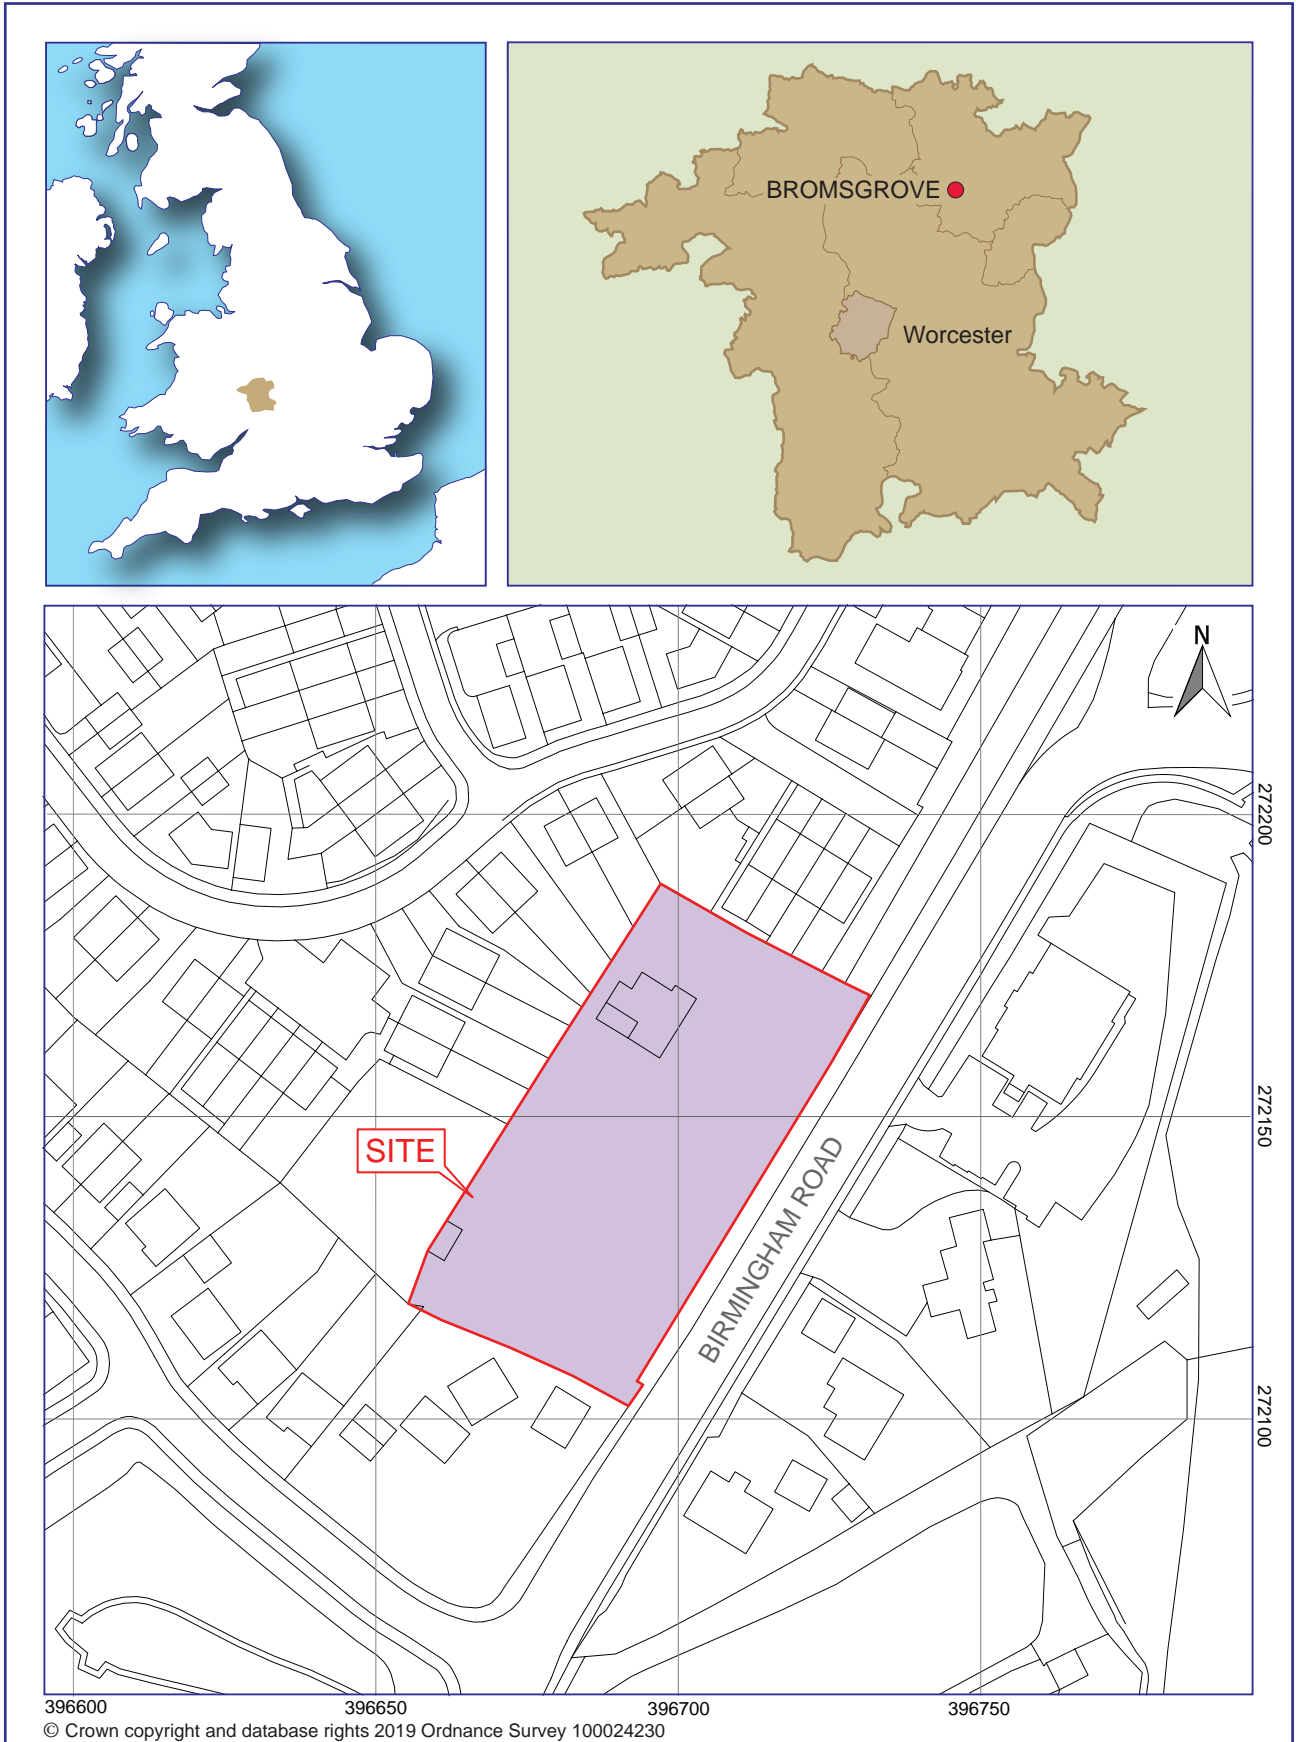 BROMSGROVE
Worcester
N
272200
SITE
272150
BIRMINGHAM ROAD
272100
396600
396650
396700
396750
© Crown copyright and database rights 2019 Ordnance Survey 100024230